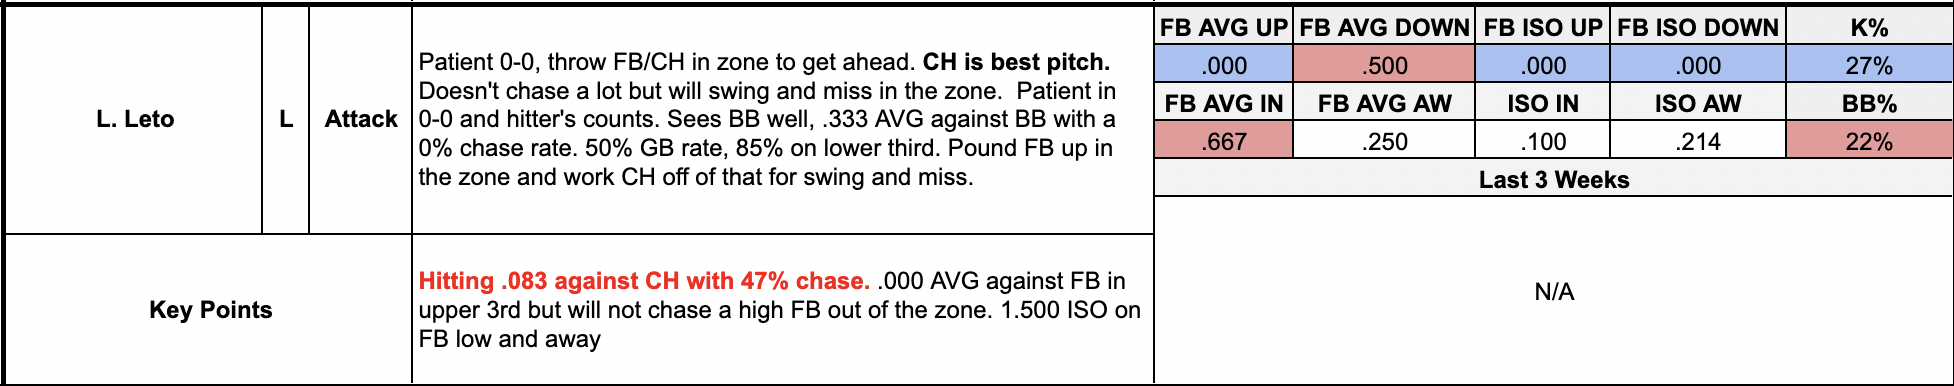 L. Leto
L
Attack
Patient 0-0, throw FB/CH in zone to get ahead. CH is best pitch.
Doesn't chase a lot but will swing and miss in the zone.  Patient in
0-0 and hitter's counts. Sees BB well, .333 AVG against BB with a
0% chase rate. 50% GB rate, 85% on lower third. Pound FB up in
the zone and work CH off of that for swing and miss.
FB AVG UP FB AVG DOWN FB ISO UP FB ISO DOWN K%
.000 .500 .000 .000 27%
FB AVG IN FB AVG AW ISO IN ISO AW BB%
.667 .250 .100 .214 22%
Last 3 Weeks
N/A
Key Points
Hitting .083 against CH with 47% chase. .000 AVG against FB in
upper 3rd but will not chase a high FB out of the zone. 1.500 ISO on
FB low and away